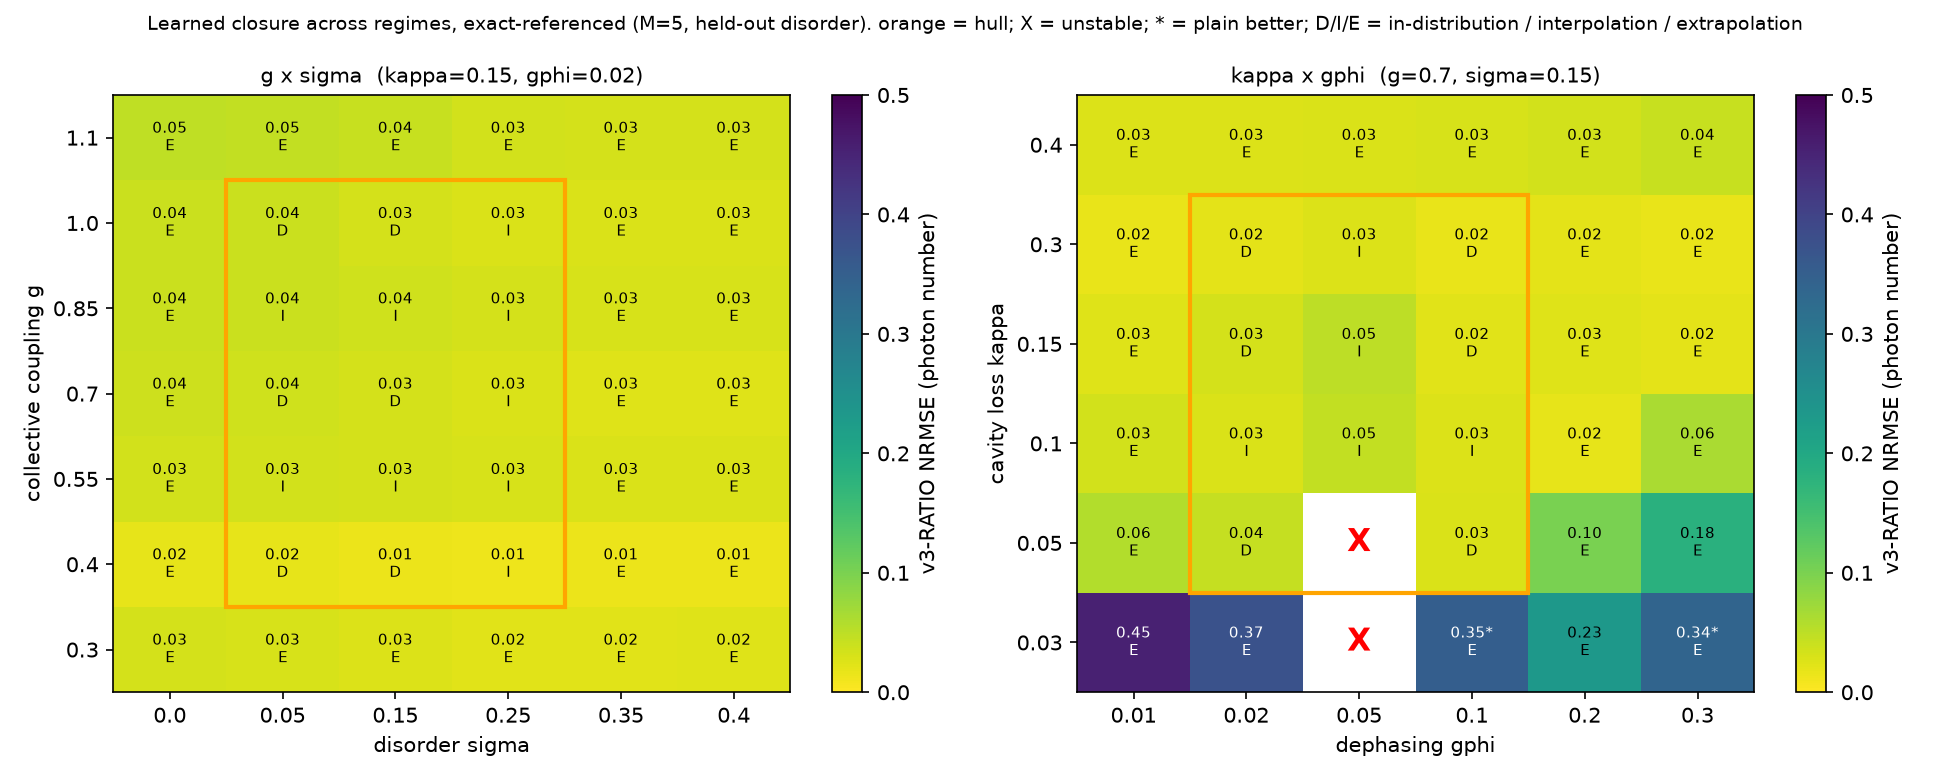 Learned closure across regimes, exact-referenced (M=5, held-out disorder). orange = hull; X = unstable; * = plain better; D/I/E = in-distribution / interpolation / extrapolation
g x sigma (kappa=0.15, gphi=0.02)
collective coupling g
1.1
0.05 0.05 0.04 0.03 0.03 0.03
E E E E E E
1.0
0.04 0.04 0.03 0.03 0.03 0.03
E D D I E E
0.85
0.04 0.04 0.04 0.03 0.03 0.03
E I I I E E
0.7
0.04 0.04 0.03 0.03 0.03 0.03
E D D I E E
0.55
0.03 0.03 0.03 0.03 0.03 0.03
E I I I E E
0.4
0.02 0.02 0.01 0.01 0.01 0.01
E D D I E E
0.3
0.03 0.03 0.03 0.02 0.02 0.02
E E E E E E
0.0 0.05 0.15 0.25 0.35 0.4
disorder sigma
0.5
0.4
0.3
0.2
0.1
0.0
v3-RATIO NRMSE (photon number)
kappa x gphi (g=0.7, sigma=0.15)
cavity loss kappa
0.4
0.03 0.03 0.03 0.03 0.03 0.04
E E E E E E
0.3
0.02 0.02 0.03 0.02 0.02 0.02
E D I D E E
0.15
0.03 0.03 0.05 0.02 0.03 0.02
E D I D E E
0.1
0.03 0.03 0.05 0.03 0.02 0.06
E I I I E E
0.05
0.06 0.04 X 0.03 0.10 0.18
E D D E E
0.03
0.45 0.37 X 0.35* 0.23 0.34*
E E E E E
0.01 0.02 0.05 0.1 0.2 0.3
dephasing gphi
0.5
0.4
0.3
0.2
0.1
0.0
v3-RATIO NRMSE (photon number)